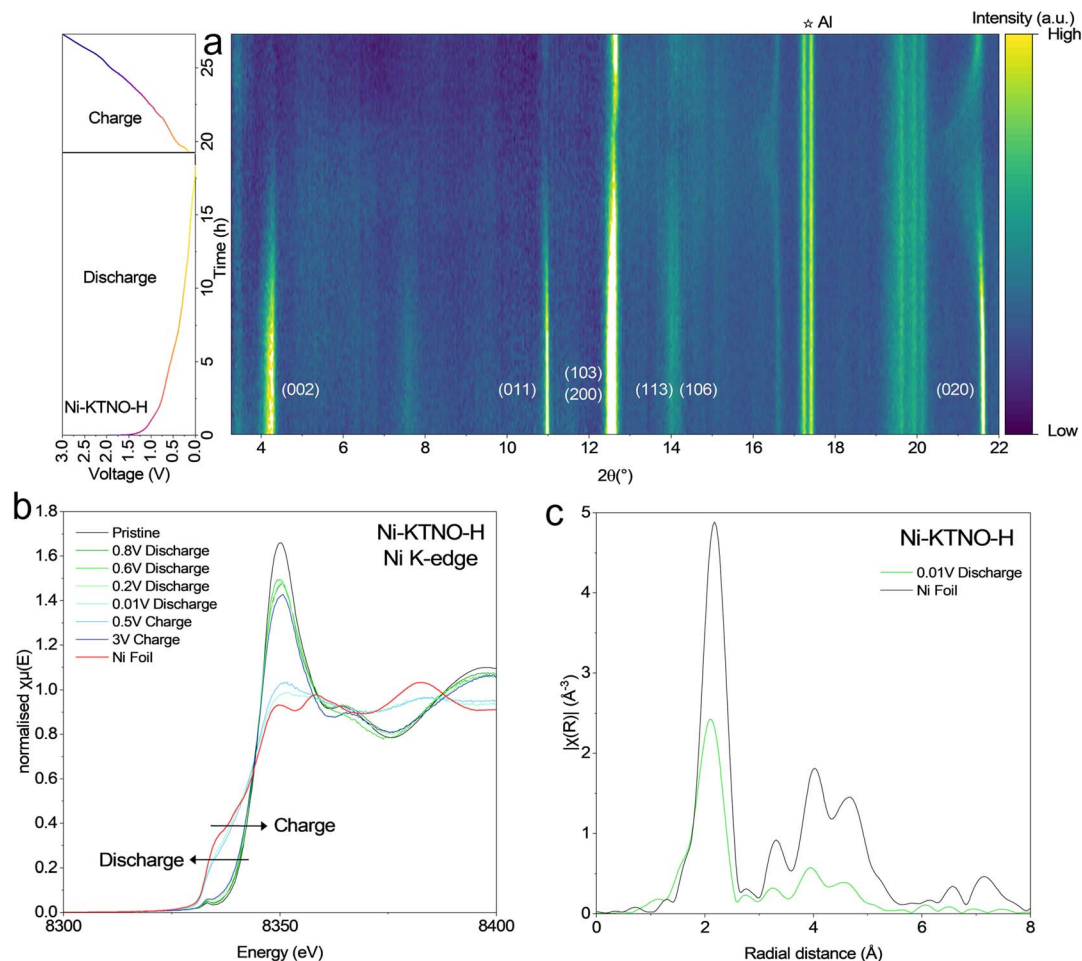 a
☆ Al
Intensity (a.u.)
High
Low
Charge
Discharge
Ni-KTNO-H
25
20
15
10
5
0
Time (h)
3.0
2.5
2.0
1.5
1.0
0.5
0.0
Voltage (V)
(002)
(011)
(103)
(200)
(113) (106)
(020)
4 6 8 10 12 14 16 18 20 22
2θ(°)
b
Ni-KTNO-H
Ni K-edge
Pristine
0.8V Discharge
0.6V Discharge
0.2V Discharge
0.01V Discharge
0.5V Charge
3V Charge
Ni Foil
Charge
Discharge
1.8
1.6
1.4
1.2
1.0
0.8
0.6
0.4
0.2
0.0
normalised χμ(E)
8300 8325 8350 8375 8400
Energy (eV)
c
Ni-KTNO-H
0.01V Discharge
Ni Foil
5
4
3
2
1
0
|χ(R)| (Å-³)
0 2 4 6 8
Radial distance (Å)